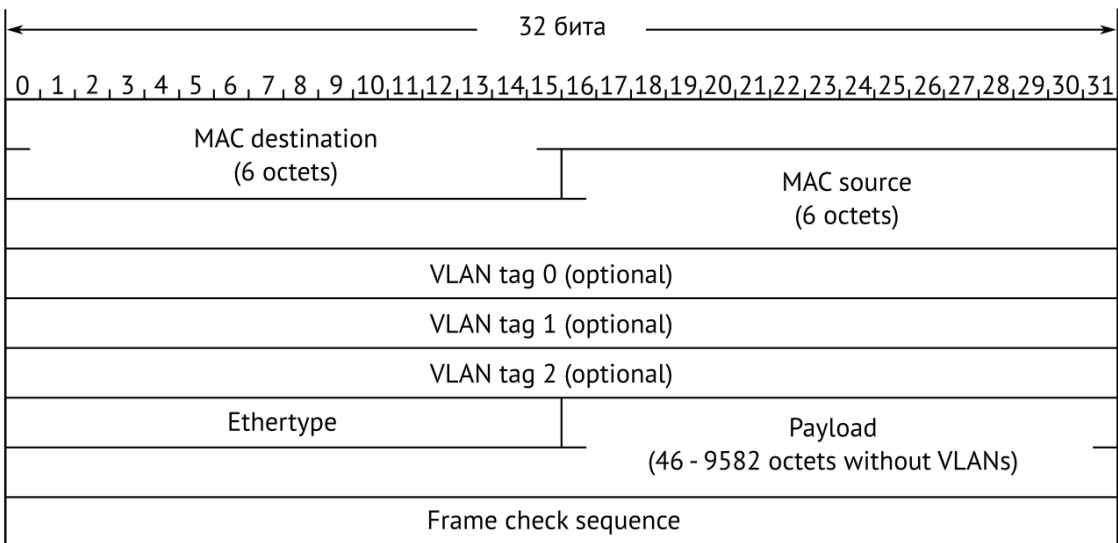 32 бита
0 1 2 3 4 5 6 7 8 9 10 11 12 13 14 15 16 17 18 19 20 21 22 23 24 25 26 27 28 29 30 31
MAC destination
(6 octets)
MAC source
(6 octets)
VLAN tag 0 (optional)
VLAN tag 1 (optional)
VLAN tag 2 (optional)
Ethertype
Payload
(46 - 9582 octets without VLANs)
Frame check sequence